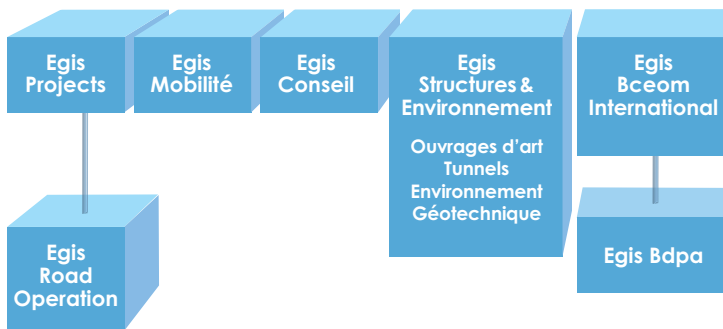 Egis
Projects
Egis
Mobilité
Egis
Conseil
Egis
Structures &
Environnement
Ouvrages d'art
Tunnels
Environnement
Géotechnique
Egis
Bceom
International
Egis
Road
Operation
Egis Bdpa